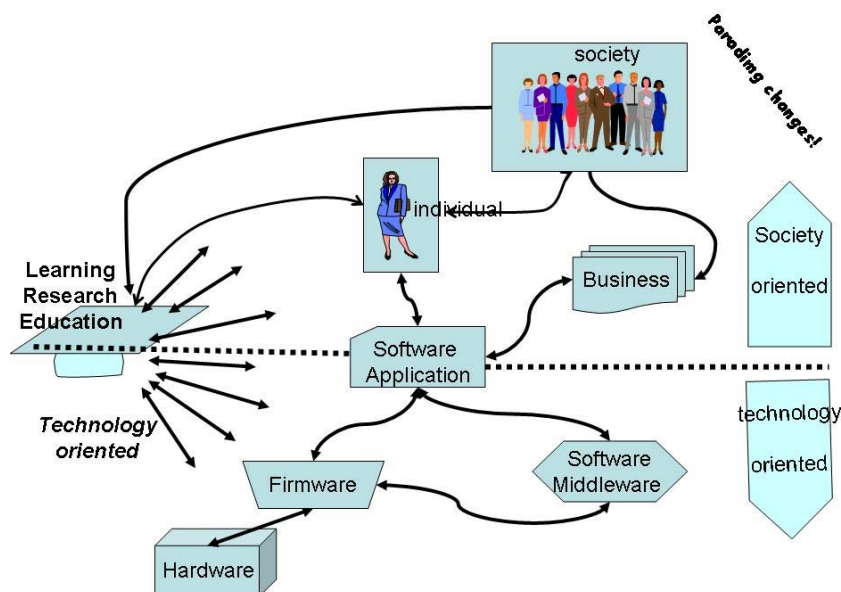 society
Paradimg changes!
individual
Learning
Research
Education
Business
Society
oriented
Software
Application
Technology
oriented
technology
oriented
Firmware
Software
Middleware
Hardware